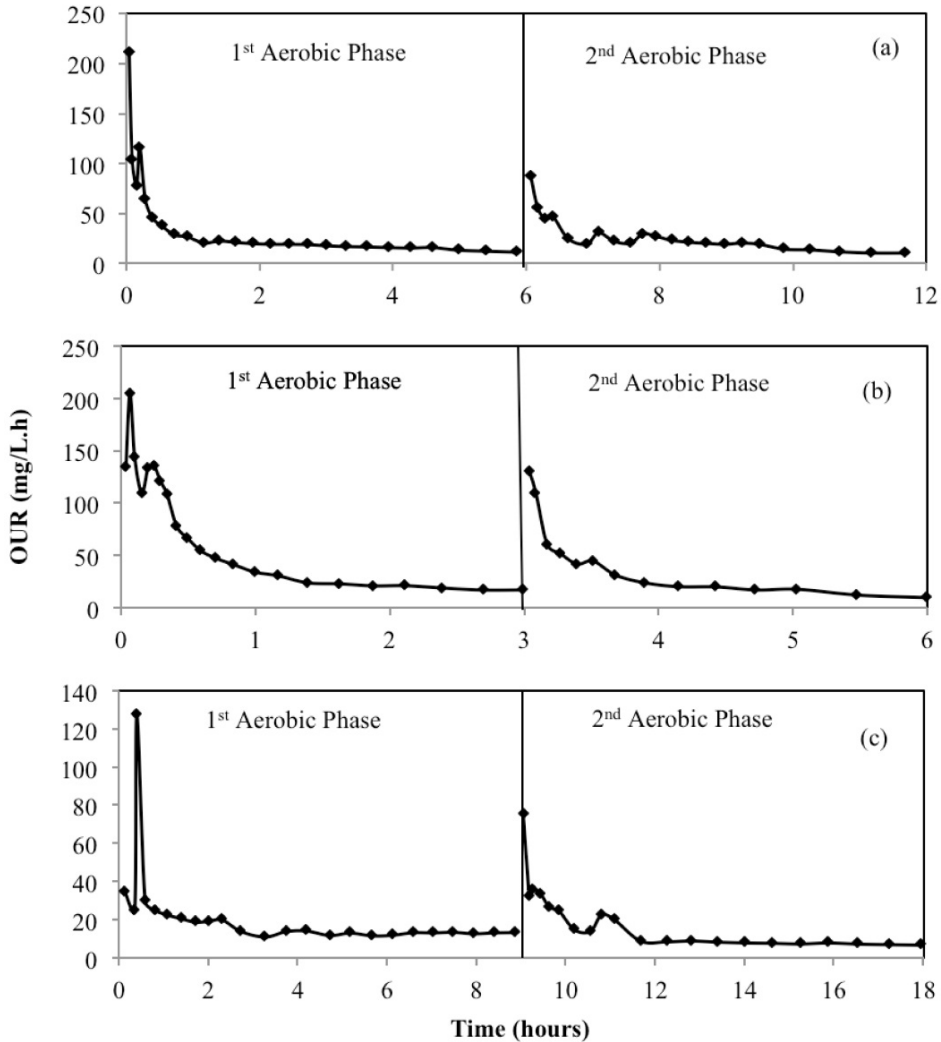 250
200
150
100
50
0
1st Aerobic Phase
2nd Aerobic Phase
(a)
0 2 4 6 8 10 12
250
200
150
100
50
0
1st Aerobic Phase
2nd Aerobic Phase
(b)
0 1 2 3 4 5 6
OUR (mg/L.h)
140
120
100
80
60
40
20
0
1st Aerobic Phase
2nd Aerobic Phase
(c)
0 2 4 6 8 10 12 14 16 18
Time (hours)